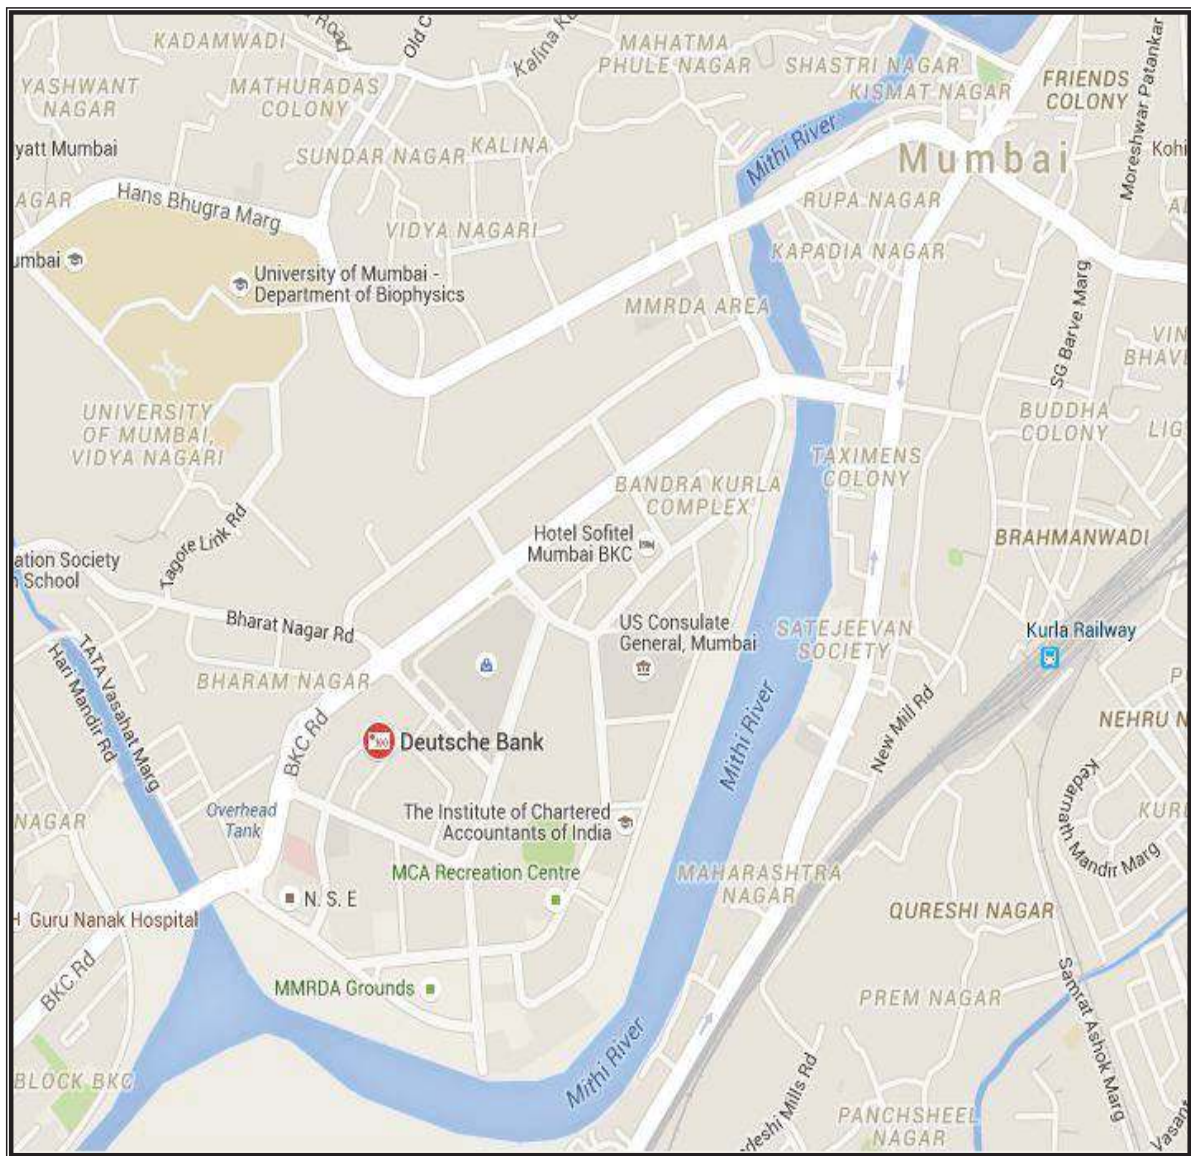 Road
Old C
Kalina K
KADAMWADI
MAHATMA
PHULE NAGAR
SHASTRI NAGAR
KISMAT NAGAR
FRIENDS
COLONY
Moreshwar Patankar
YASHWANT
NAGAR
MATHURADAS
COLONY
yatt Mumbai
SUNDAR NAGAR
KALINA
Mithi River
Mumbai
Kohi
AGAR
Hans Bhugra Marg
VIDYA NAGARI
RUPA NAGAR
AL
KAPADIA NAGAR
umbai
University of Mumbai -
Department of Biophysics
MMRDA AREA
SG Barve Marg
VIN
BHAV
UNIVERSITY
OF MUMBAI,
VIDYA NAGARI
BUDDHA
COLONY
LIG
TAXIMENS
COLONY
BANDRA KURLA
COMPLEX
Tagore Link Rd
Hotel Sofitel
Mumbai BKC
BRAHMANWADI
ation Society
n School
Bharat Nagar Rd
US Consulate
General, Mumbai
SATEJEEVAN
SOCIETY
Kurla Railway
TATA Vasahat Marg
Hari Mandir Rd
BHARAM NAGAR
BKC Rd
Deutsche Bank
Mithi River
New Mill Rd
NEHRU N
Kedarnath Mandir Marg
KUR
NAGAR
Overhead
Tank
The Institute of Chartered
Accountants of India
MCA Recreation Centre
MAHARASHTRA
NAGAR
N. S. E
QURESHI NAGAR
H Guru Nanak Hospital
BKC Rd
MMRDA Grounds
PREM NAGAR
Samrat Ashok Marg
Mithi River
BLOCK BKC
deshi Mills Rd
PANCHSHEEL
NAGAR
Vasant